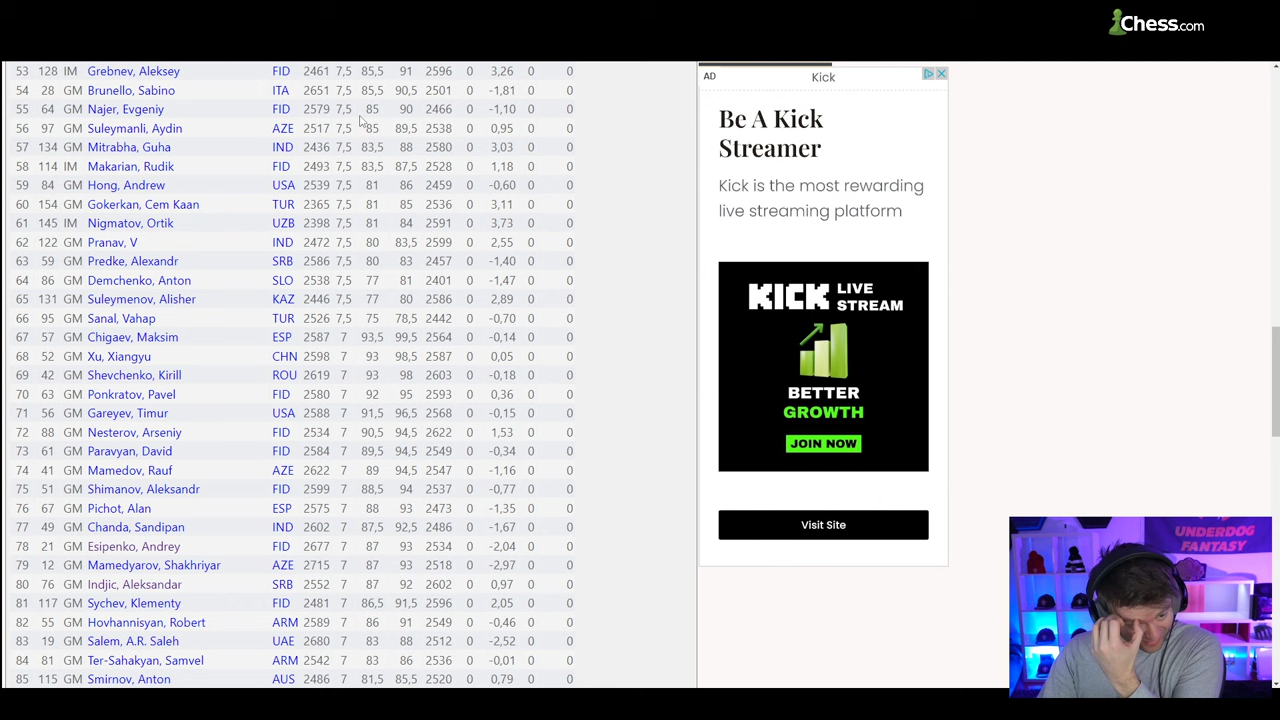 Chess.com
53 128 IM Grebnev, Aleksey FID 2461 7,5 85,5 91 2596 0 3,26 0 0
54 28 GM Brunello, Sabino ITA 2651 7,5 85,5 90,5 2501 0 -1,81 0 0
55 64 GM Najer, Evgeniy FID 2579 7,5 85 90 2466 0 -1,10 0 0
56 97 GM Suleymanli, Aydin AZE 2517 7,5 85 89,5 2538 0 0,95 0 0
57 134 GM Mitrabha, Guha IND 2436 7,5 83,5 88 2580 0 3,03 0 0
58 114 IM Makarian, Rudik FID 2493 7,5 83,5 87,5 2528 0 1,18 0 0
59 84 GM Hong, Andrew USA 2539 7,5 81 86 2459 0 -0,60 0 0
60 154 GM Gokerkan, Cem Kaan TUR 2365 7,5 81 85 2536 0 3,11 0 0
61 145 IM Nigmatov, Ortik UZB 2398 7,5 81 84 2591 0 3,73 0 0
62 122 GM Pranav, V IND 2472 7,5 80 83,5 2599 0 2,55 0 0
63 59 GM Predke, Alexandr SRB 2586 7,5 80 83 2457 0 -1,40 0 0
64 86 GM Demchenko, Anton SLO 2538 7,5 77 81 2401 0 -1,47 0 0
65 131 GM Suleymenov, Alisher KAZ 2446 7,5 77 80 2586 0 2,89 0 0
66 95 GM Sanal, Vahap TUR 2526 7,5 75 78,5 2442 0 -0,70 0 0
67 57 GM Chigaev, Maksim ESP 2587 7 93,5 99,5 2564 0 -0,14 0 0
68 52 GM Xu, Xiangyu CHN 2598 7 93 98,5 2587 0 0,05 0 0
69 42 GM Shevchenko, Kirill ROU 2619 7 93 98 2603 0 -0,18 0 0
70 63 GM Ponkratov, Pavel FID 2580 7 92 95 2593 0 0,36 0 0
71 56 GM Gareyev, Timur USA 2588 7 91,5 96,5 2568 0 -0,15 0 0
72 88 GM Nesterov, Arseniy FID 2534 7 90,5 94,5 2622 0 1,53 0 0
73 61 GM Paravyan, David FID 2584 7 89,5 94,5 2549 0 -0,34 0 0
74 41 GM Mamedov, Rauf AZE 2622 7 89 94,5 2547 0 -1,16 0 0
75 51 GM Shimanov, Aleksandr FID 2599 7 88,5 94 2537 0 -0,77 0 0
76 67 GM Pichot, Alan ESP 2575 7 88 93 2473 0 -1,35 0 0
77 49 GM Chanda, Sandipan IND 2602 7 87,5 92,5 2486 0 -1,67 0 0
78 21 GM Esipenko, Andrey FID 2677 7 87 93 2534 0 -2,04 0 0
79 12 GM Mamedyarov, Shakhriyar AZE 2715 7 87 93 2518 0 -2,97 0 0
80 76 GM Indjic, Aleksandar SRB 2552 7 87 92 2602 0 0,97 0 0
81 117 GM Sychev, Klementy FID 2481 7 86,5 91,5 2596 0 2,05 0 0
82 55 GM Hovhannisyan, Robert ARM 2589 7 86 91 2549 0 -0,46 0 0
83 19 GM Salem, A.R. Saleh UAE 2680 7 83 88 2512 0 -2,52 0 0
84 81 GM Ter-Sahakyan, Samvel ARM 2542 7 83 86 2536 0 -0,01 0 0
85 115 GM Smirnov, Anton AUS 2486 7 81,5 85,5 2520 0 0,79 0 0
AD Kick
Be A Kick
Streamer
Kick is the most rewarding
live streaming platform
KICK LIVE
STREAM
BETTER
GROWTH
JOIN NOW
Visit Site
UNDERDOG
FANTASY